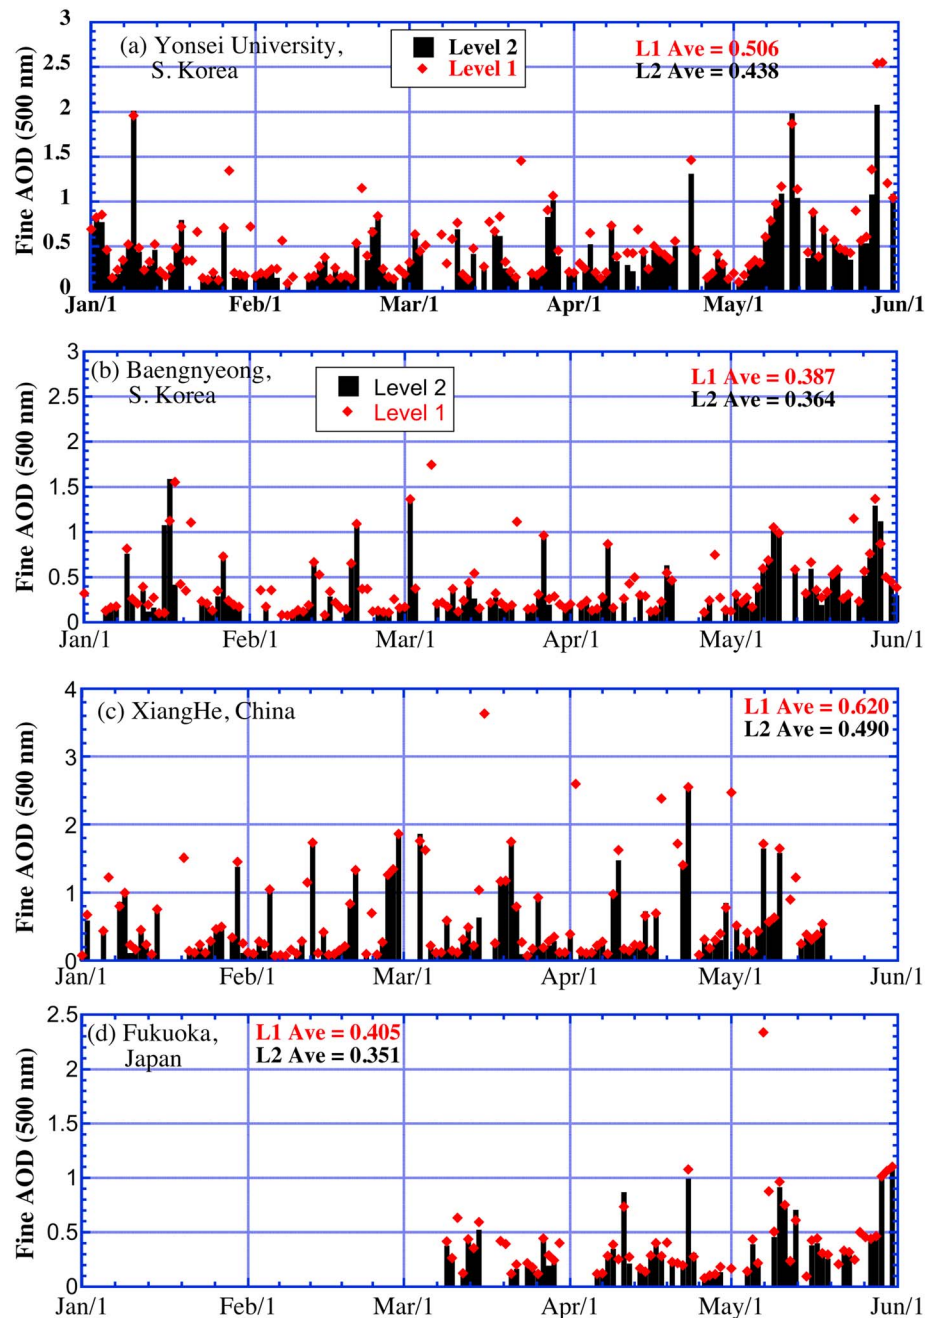 3
(a) Yonsei University,
S. Korea
Level 2
Level 1
L1 Ave = 0.506
L2 Ave = 0.438
2.5
2
1.5
1
0.5
0
Fine AOD (500 nm)
Jan/1 Feb/1 Mar/1 Apr/1 May/1 Jun/1
3
(b) Baengnyeong,
S. Korea
Level 2
Level 1
L1 Ave = 0.387
L2 Ave = 0.364
2.5
2
1.5
1
0.5
0
Fine AOD (500 nm)
Jan/1 Feb/1 Mar/1 Apr/1 May/1 Jun/1
4
(c) XiangHe, China
L1 Ave = 0.620
L2 Ave = 0.490
3
2
1
0
Fine AOD (500 nm)
Jan/1 Feb/1 Mar/1 Apr/1 May/1 Jun/1
2.5
(d) Fukuoka,
Japan
L1 Ave = 0.405
L2 Ave = 0.351
2
1.5
1
0.5
0
Fine AOD (500 nm)
Jan/1 Feb/1 Mar/1 Apr/1 May/1 Jun/1